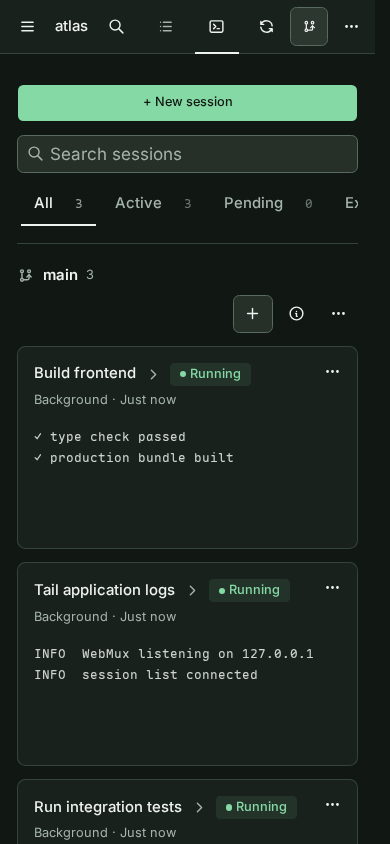 atlas
+ New session
Search sessions
All 3 Active 3 Pending 0 Ex
main 3
Build frontend Running
Background · Just now
✓ type check passed
✓ production bundle built
Tail application logs Running
Background · Just now
INFO  WebMux listening on 127.0.0.1
INFO  session list connected
Run integration tests Running
Background · Just now